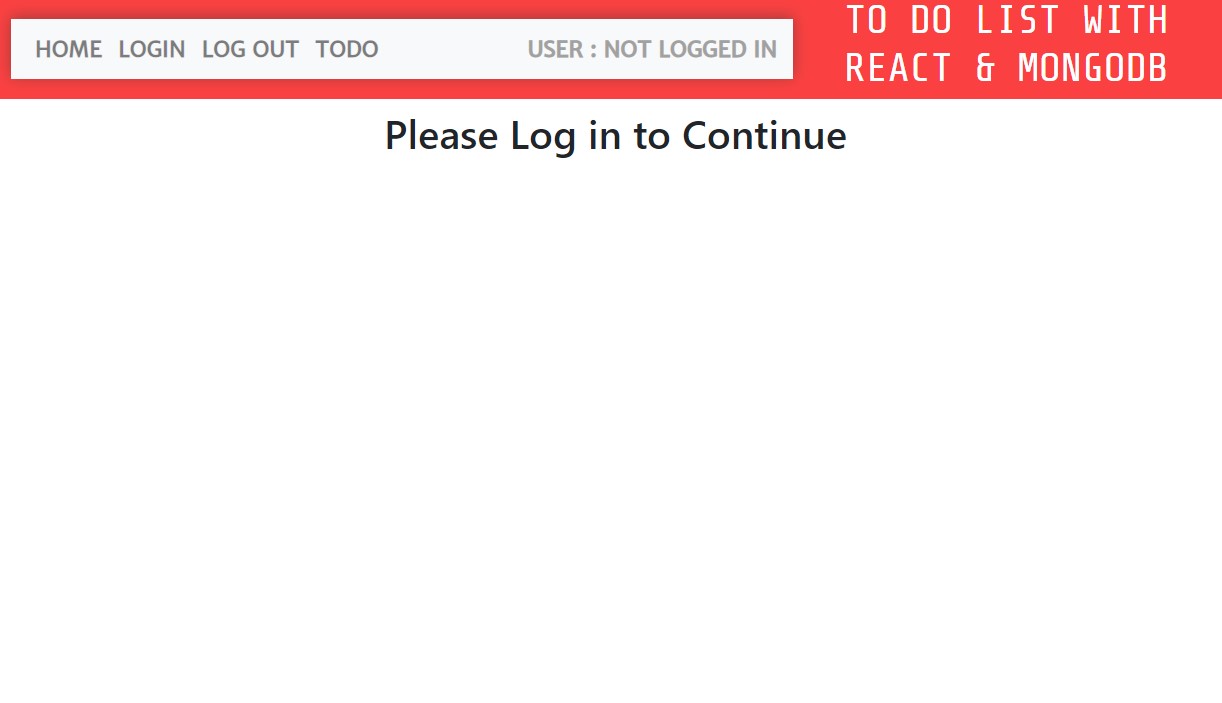 HOME LOGIN LOG OUT TODO USER : NOT LOGGED IN
TO DO LIST WITH
REACT & MONGODB
Please Log in to Continue